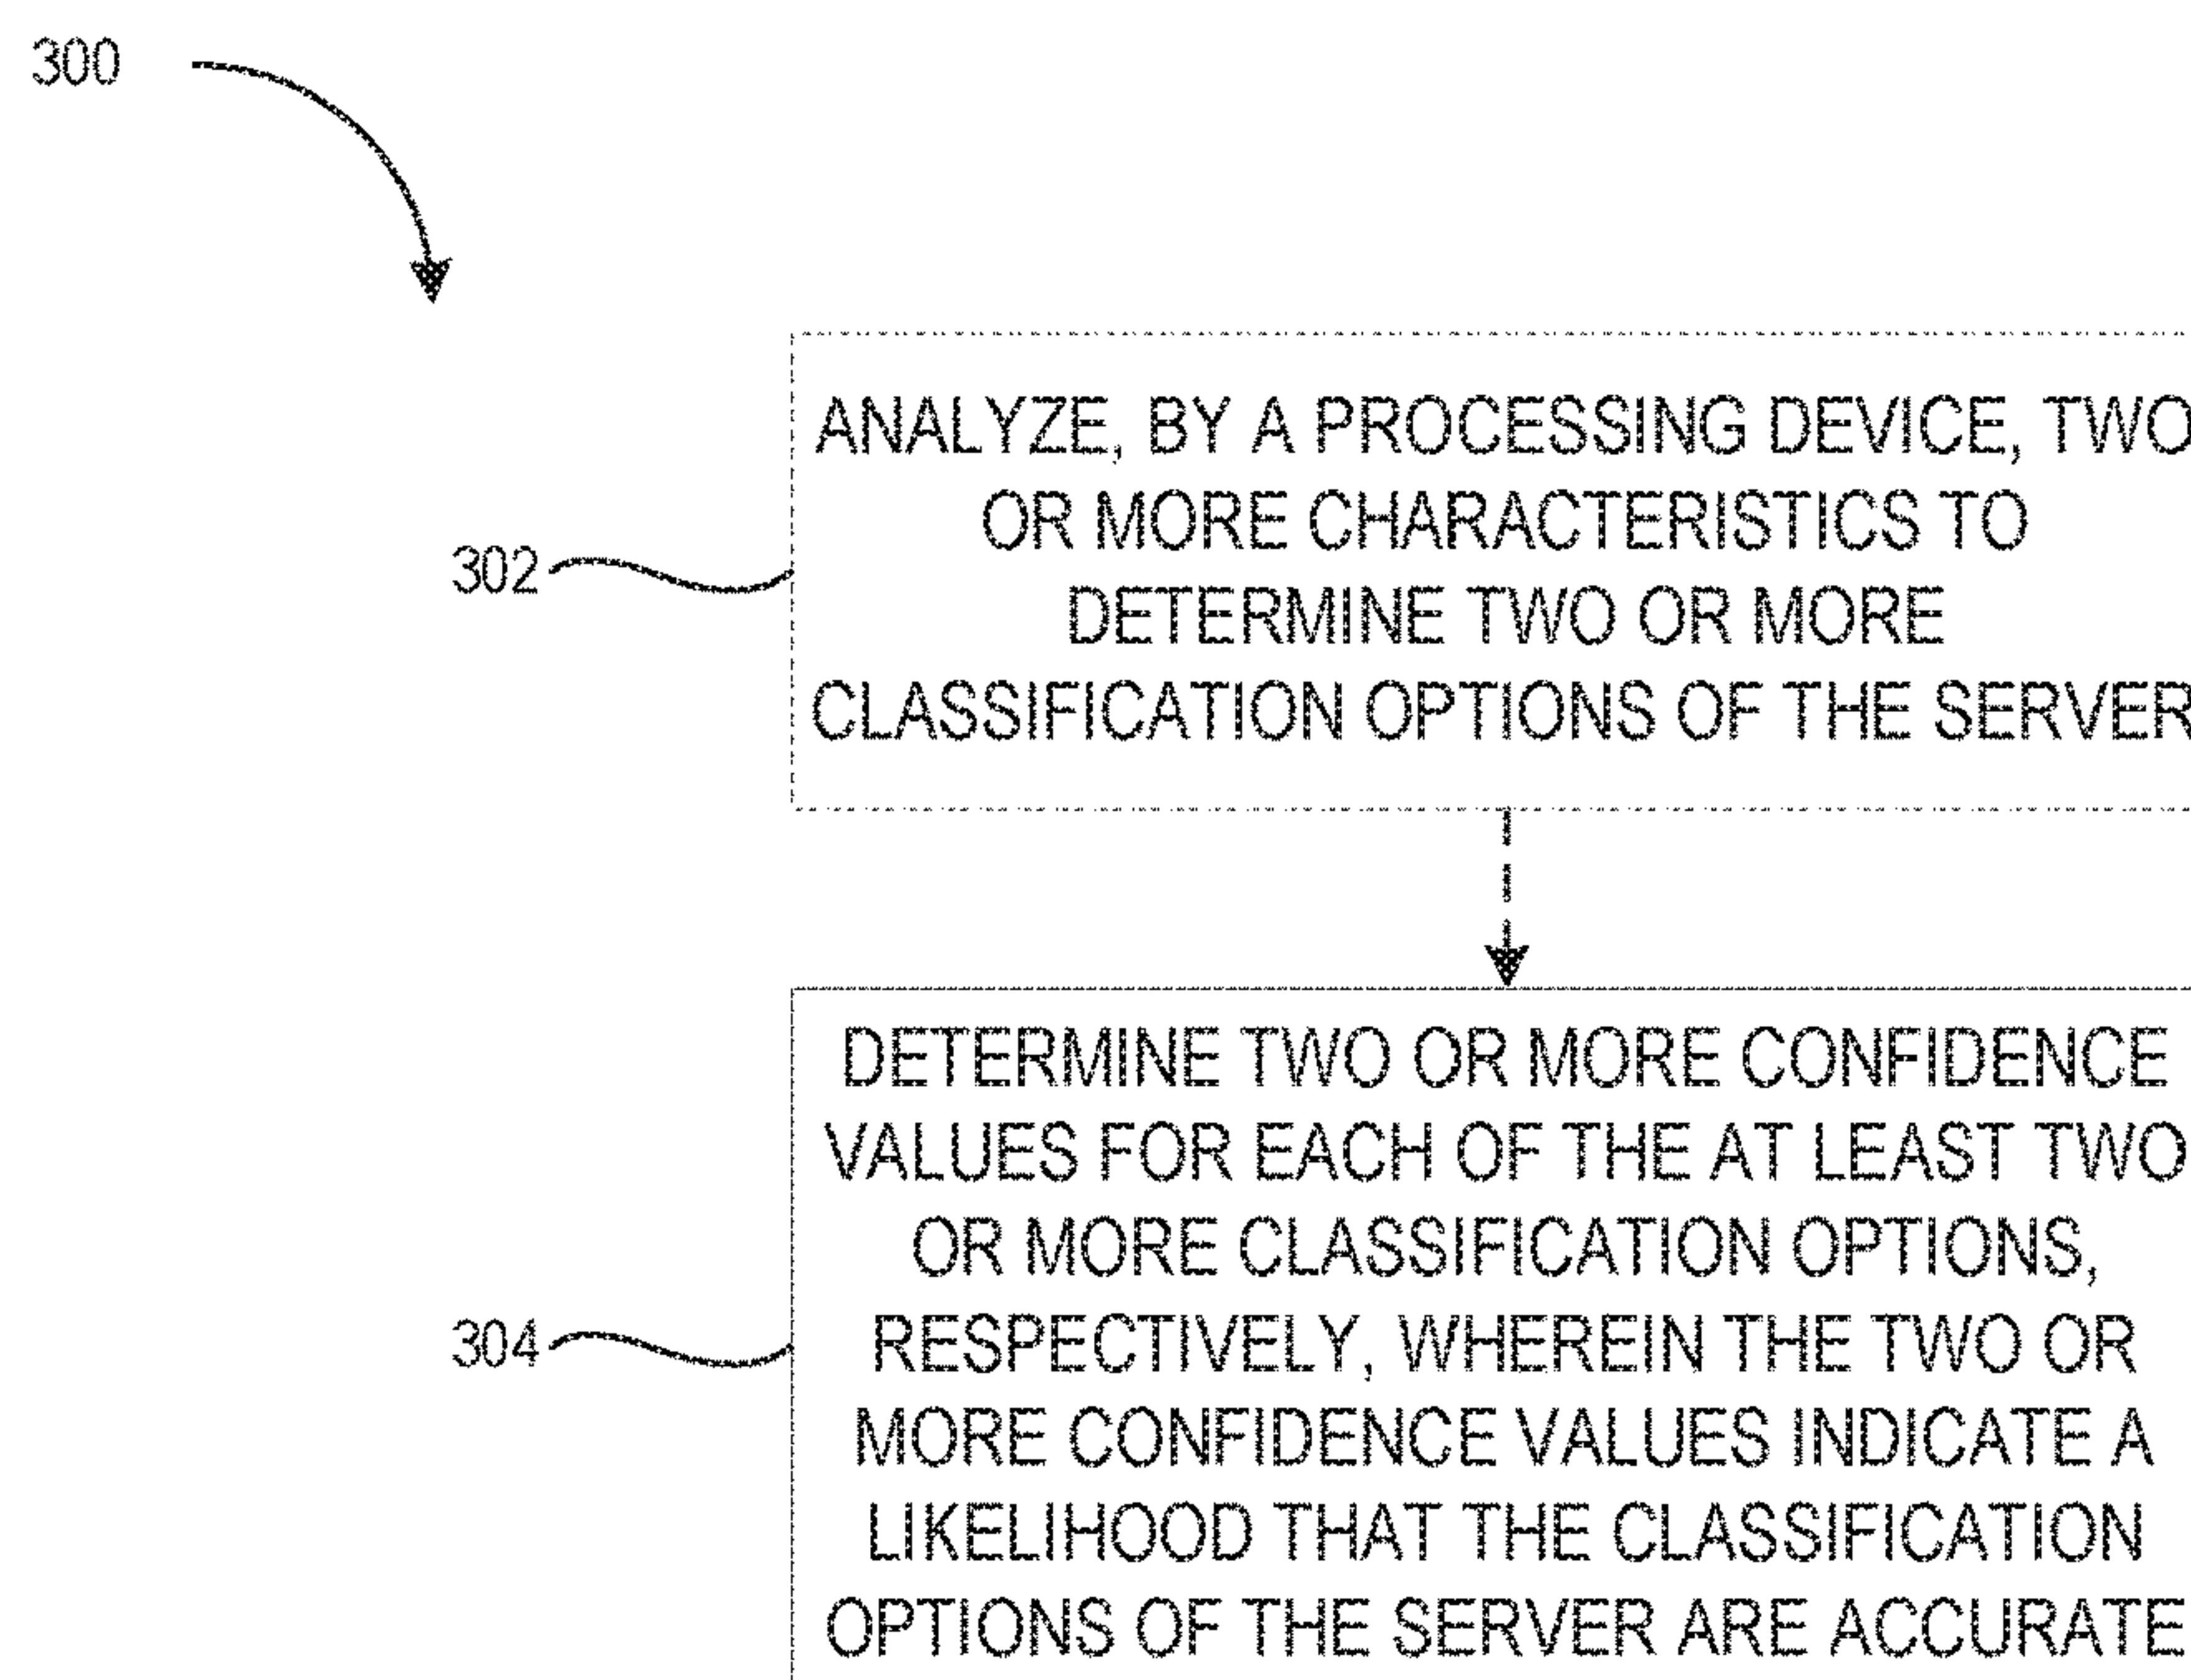 300
ANALYZE, BY A PROCESSING DEVICE, TWO
OR MORE CHARACTERISTICS TO
DETERMINE TWO OR MORE
CLASSIFICATION OPTIONS OF THE SERVER
302
DETERMINE TWO OR MORE CONFIDENCE
VALUES FOR EACH OF THE AT LEAST TWO
OR MORE CLASSIFICATION OPTIONS,
RESPECTIVELY, WHEREIN THE TWO OR
MORE CONFIDENCE VALUES INDICATE A
LIKELIHOOD THAT THE CLASSIFICATION
OPTIONS OF THE SERVER ARE ACCURATE
304